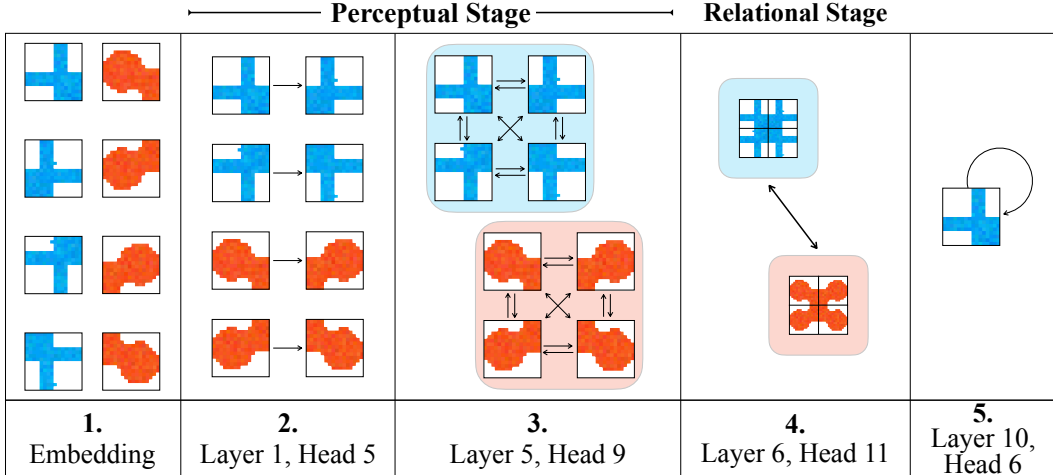 Perceptual Stage
Relational Stage
1.
Embedding
2.
Layer 1, Head 5
3.
Layer 5, Head 9
4.
Layer 6, Head 11
5.
Layer 10,
Head 6